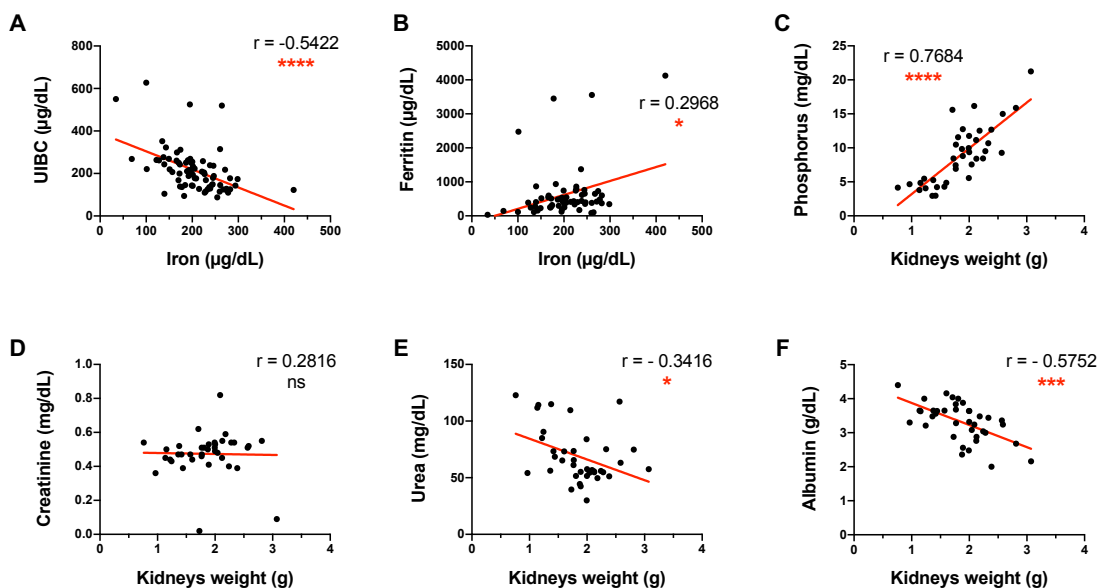 A
r = -0.5422
****
800
600
400
200
0
UIBC (µg/dL)
0 100 200 300 400 500
Iron (µg/dL)
B
5000
4000
3000
2000
1000
0
Ferritin (µg/dL)
r = 0.2968
*
0 100 200 300 400 500
Iron (µg/dL)
C
r = 0.7684
****
25
20
15
10
5
0
Phosphorus (mg/dL)
0 1 2 3 4
Kidneys weight (g)
D
r = 0.2816
ns
1.0
0.8
0.6
0.4
0.2
0.0
Creatinine (mg/dL)
0 1 2 3 4
Kidneys weight (g)
E
r = - 0.3416
*
150
100
50
0
Urea (mg/dL)
0 1 2 3 4
Kidneys weight (g)
F
r = - 0.5752
***
5
4
3
2
1
0
Albumin (g/dL)
0 1 2 3 4
Kidneys weight (g)